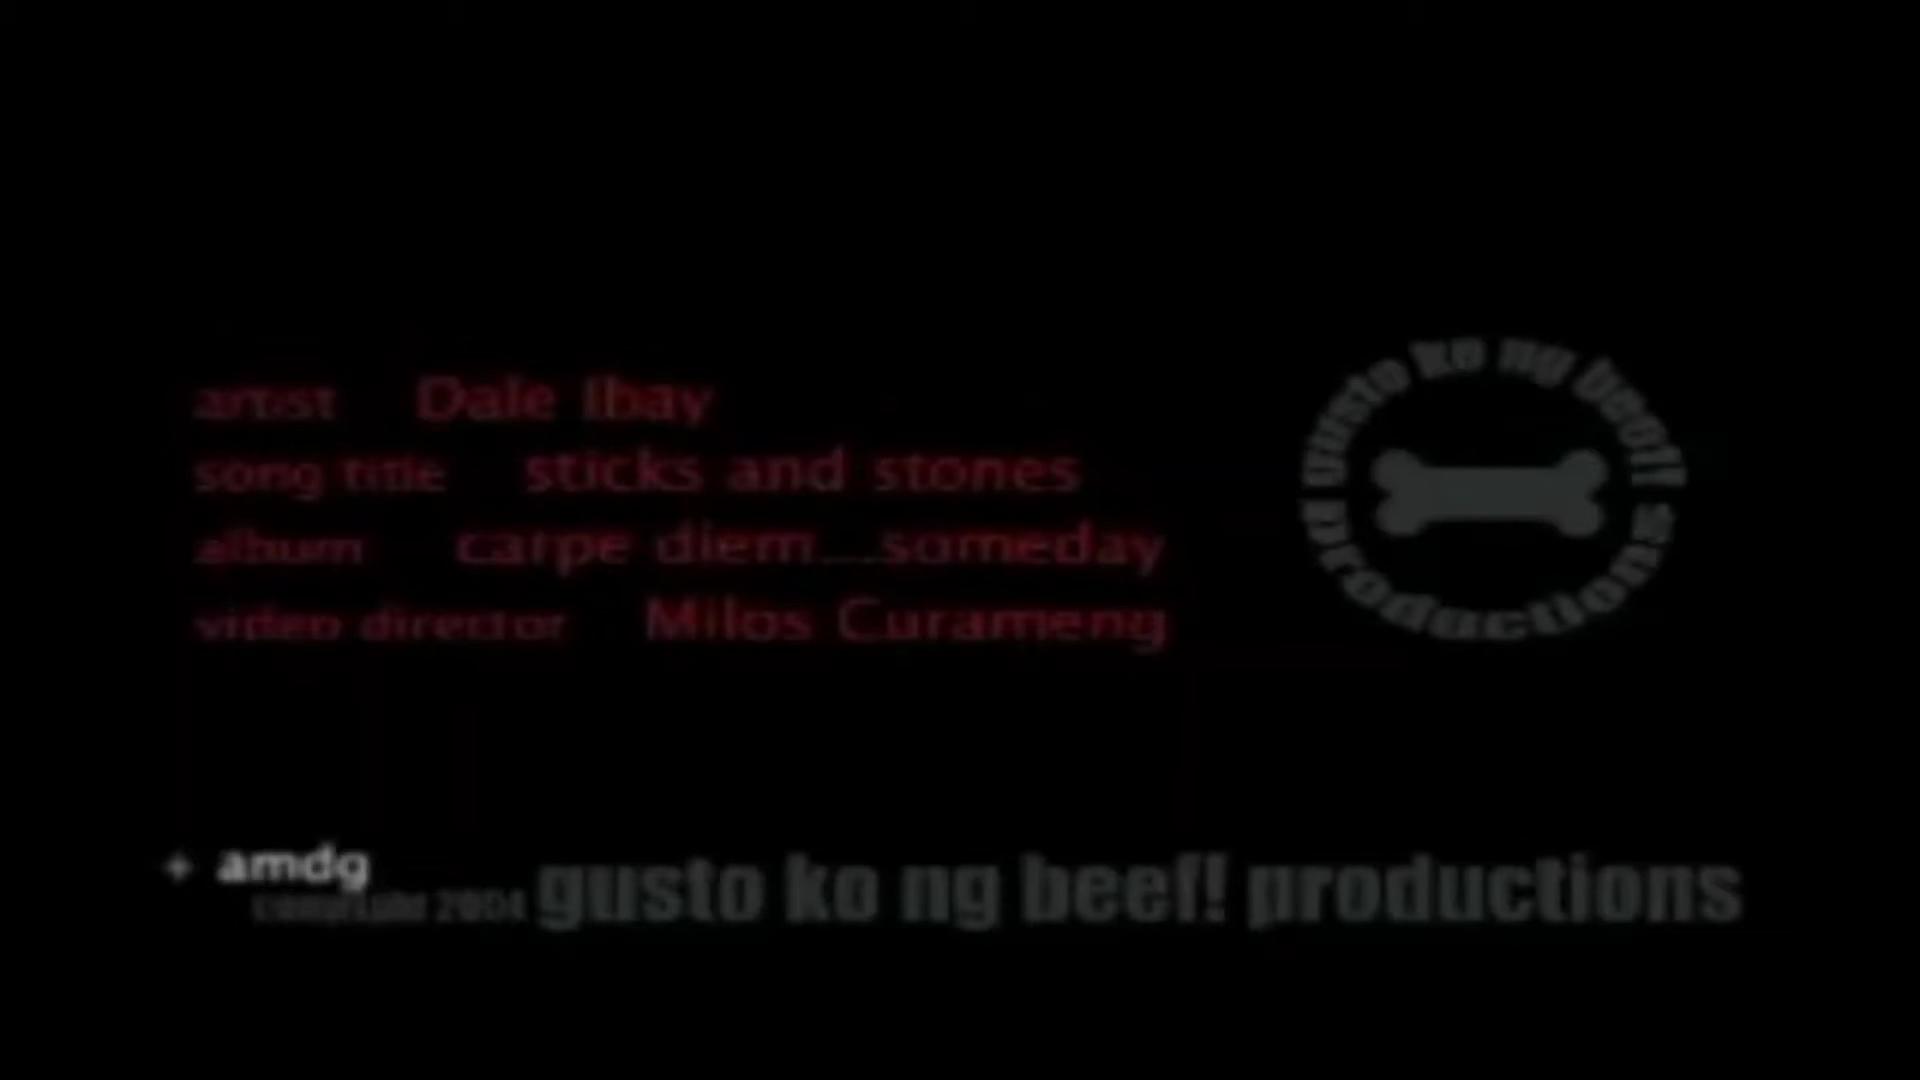 artist Dale Ibay
song title sticks and stones
album carpe diem....someday
video director Milos Curameng
gusto ko ng beef! productions
+ amdg
copyright 2004 gusto ko ng beef! productions